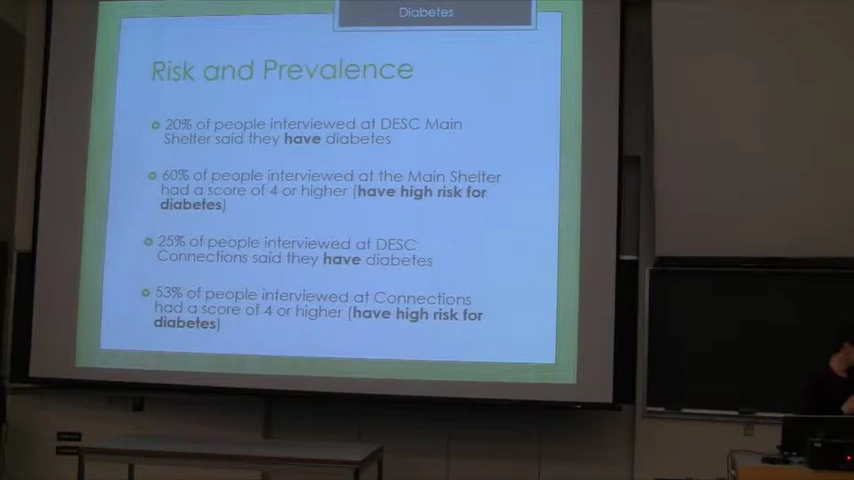 Diabetes
Risk and Prevalence
20% of people interviewed at DESC Main
Shelter said they have diabetes
60% of people interviewed at the Main Shelter
had a score of 4 or higher (have high risk for
diabetes)
25% of people interviewed at DESC
Connections said they have diabetes
53% of people interviewed at Connections
had a score of 4 or higher (have high risk for
diabetes)